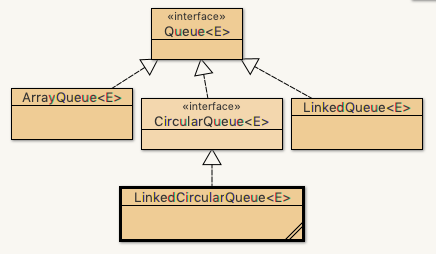 «interface»
Queue<E>
ArrayQueue<E>
«interface»
CircularQueue<E>
LinkedQueue<E>
LinkedCircularQueue<E>